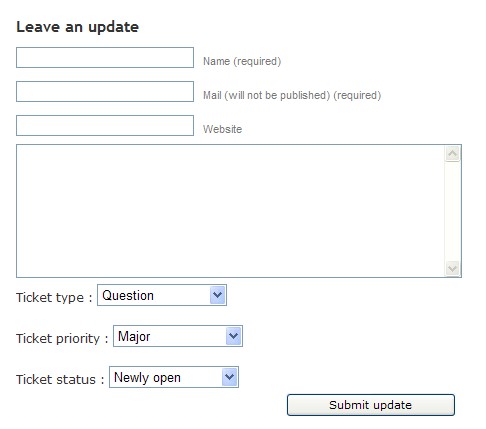 Leave an update
Name (required)
Mail (will not be published) (required)
Website
Ticket type : Question
Ticket priority : Major
Ticket status : Newly open
Submit update